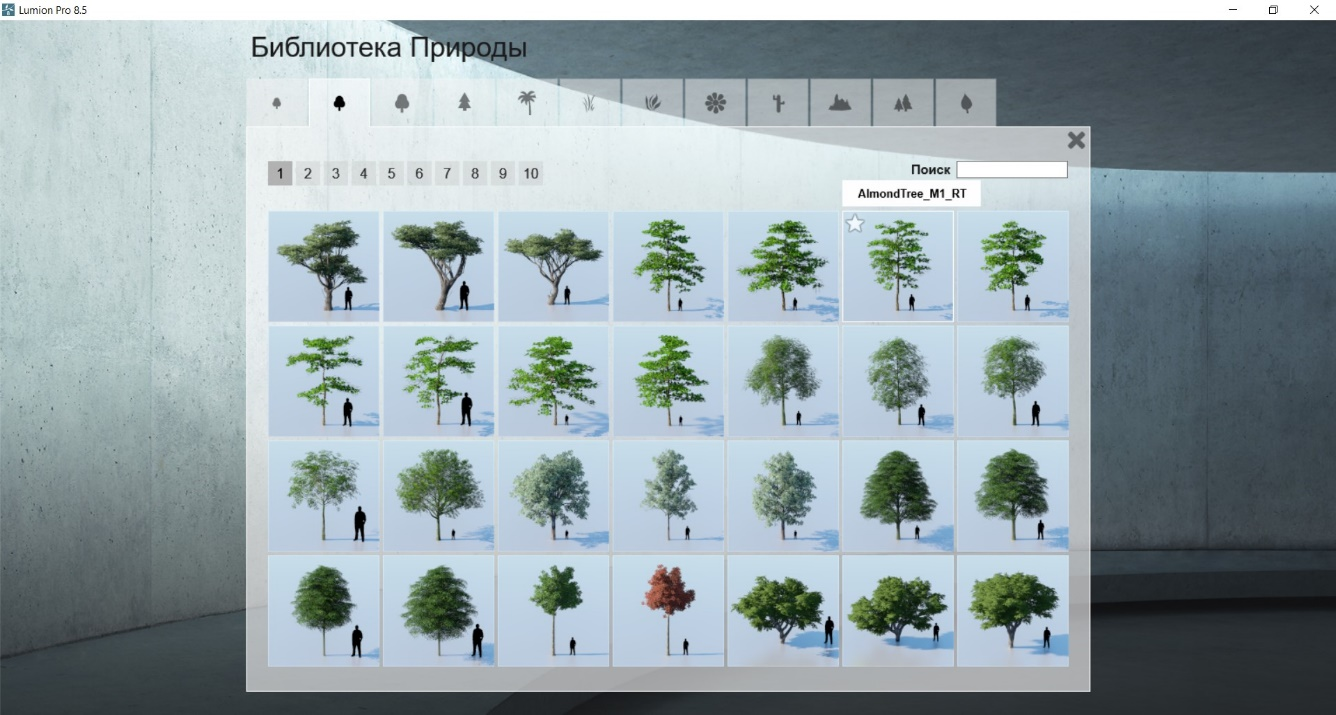 Lumion Pro 8.5
Библиотека Природы
1 2 3 4 5 6 7 8 9 10
Поиск
AlmondTree_M1_RT